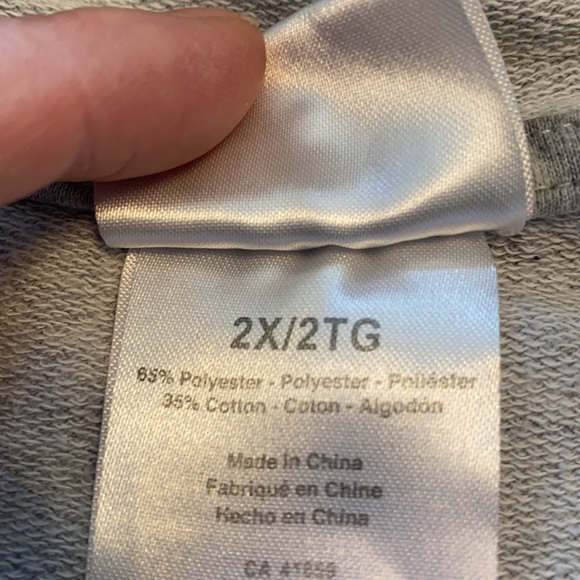 2X/2TG
65% Polyester - Polyester - Poliéster
35% Cotton - Coton - Algodón
Made in China
Fabriqué en Chine
Hecho en China
CA